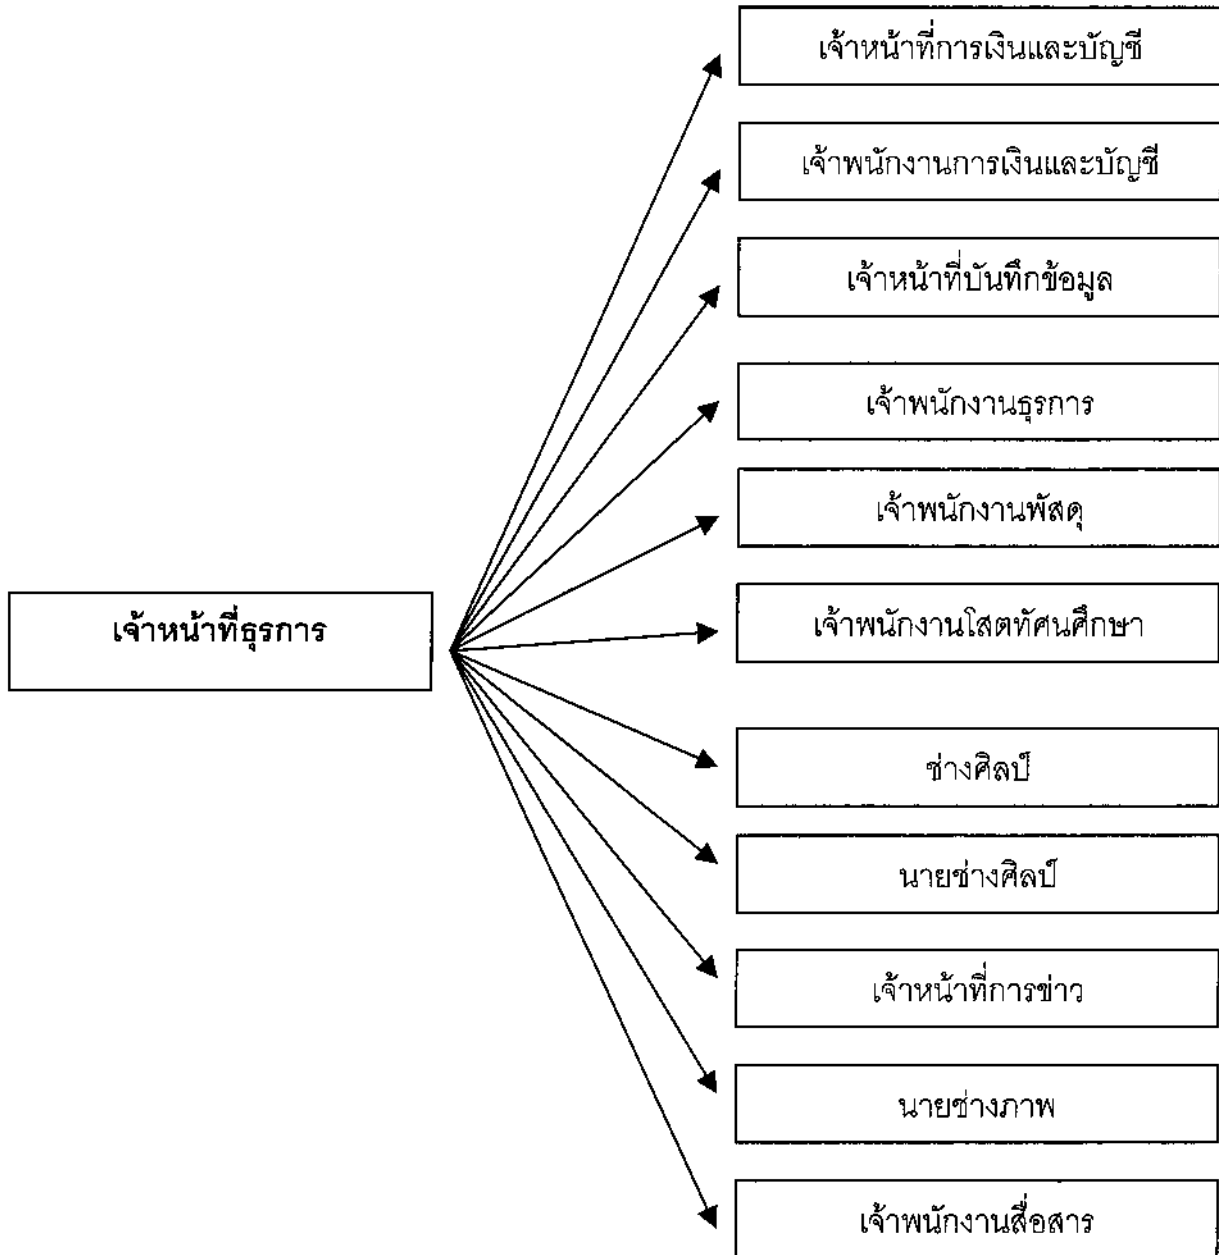 เจ้าหน้าที่การเงินและบัญชี
เจ้าพนักงานการเงินและบัญชี
เจ้าหน้าที่บันทึกข้อมูล
เจ้าพนักงานธุรการ
เจ้าพนักงานพัสดุ
เจ้าหน้าที่ธุรการ
เจ้าพนักงานโสตทัศนศึกษา
ช่างศิลป์
นายช่างศิลป์
เจ้าหน้าที่การข่าว
นายช่างภาพ
เจ้าพนักงานสื่อสาร